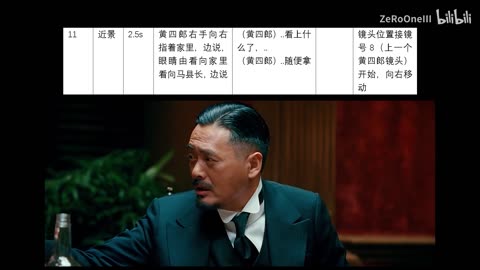 ZeRoOneIII bilibili
11
近景
2.5s
黄四郎右手向右
指着家里，边说，
眼睛由看向家里
看向马县长，边说
（黄四郎）..看上什
么了，..
（黄四郎）..随便拿
镜头位置接镜
号 8（上一个
黄四郎镜头）
开始，向右移
动